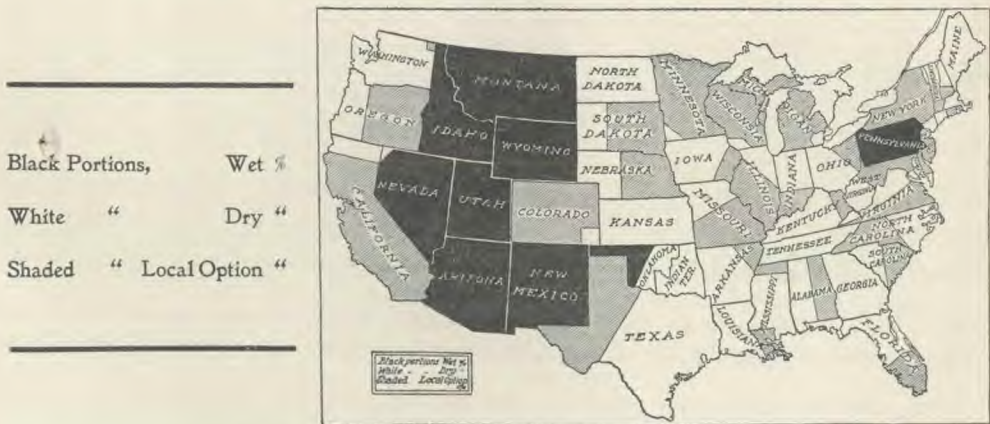 Black Portions, Wet %
White “ Dry “
Shaded “ Local Option “
WASHINGTON
MONTANA
NORTH
DAKOTA
MINNESOTA
WISCONSIN
MICHIGAN
MAINE
OREGON
IDAHO
WYOMING
SOUTH
DAKOTA
NEW YORK
PENNSYLVANIA
NEVADA
UTAH
COLORADO
NEBRASKA
IOWA
ILLINOIS
INDIANA
OHIO
WEST
VIRGINIA
VIRGINIA
CALIFORNIA
KANSAS
MISSOURI
KENTUCKY
NORTH
CAROLINA
TENNESSEE
SOUTH
CAROLINA
ARIZONA
NEW
MEXICO
OKLAHOMA
INDIAN
TER.
ARKANSAS
MISSISSIPPI
ALABAMA
GEORGIA
TEXAS
LOUISIANA
FLORIDA
Black portions Wet %
White - - Dry -
Shaded Local Option